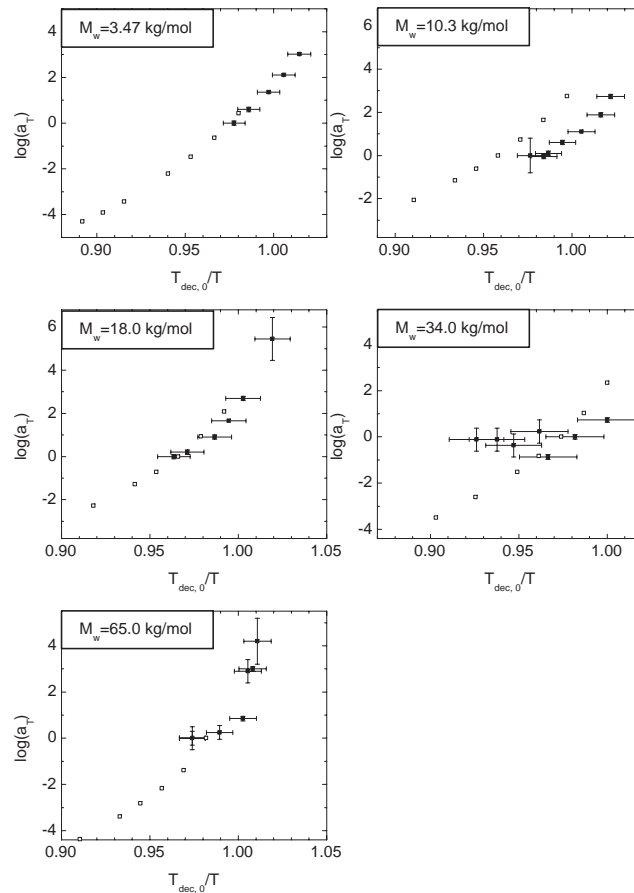 M_w=3.47 kg/mol
log(a_T)
4
2
0
-2
-4
0.90
0.95
1.00
T_dec, 0/T
M_w=10.3 kg/mol
log(a_T)
6
4
2
0
-2
0.90
0.95
1.00
T_dec, 0/T
M_w=18.0 kg/mol
log(a_T)
6
4
2
0
-2
0.90
0.95
1.00
1.05
T_dec, 0/T
M_w=34.0 kg/mol
log(a_T)
4
2
0
-2
-4
0.90
0.95
1.00
T_dec, 0/T
M_w=65.0 kg/mol
log(a_T)
4
2
0
-2
-4
0.90
0.95
1.00
1.05
T_dec, 0/T